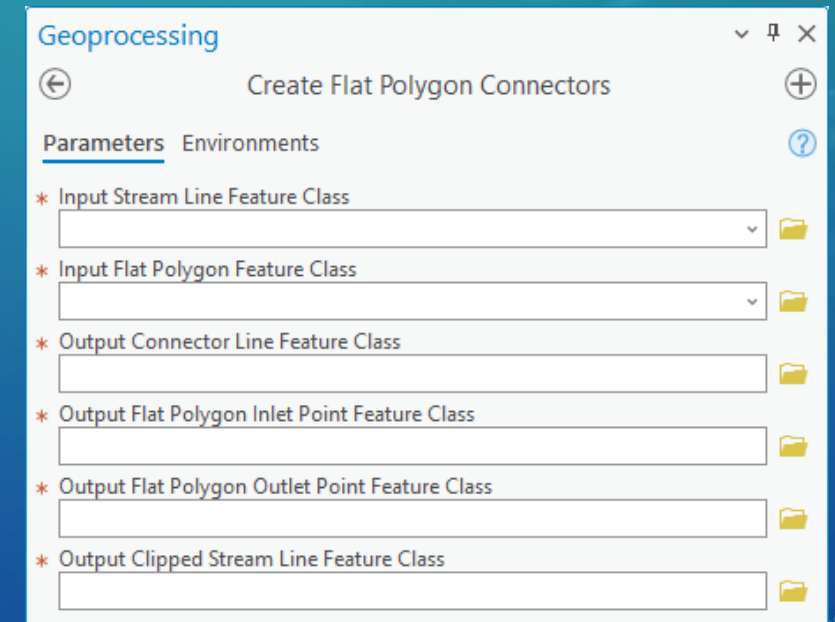 Geoprocessing
Create Flat Polygon Connectors
Parameters Environments
* Input Stream Line Feature Class
* Input Flat Polygon Feature Class
* Output Connector Line Feature Class
* Output Flat Polygon Inlet Point Feature Class
* Output Flat Polygon Outlet Point Feature Class
* Output Clipped Stream Line Feature Class